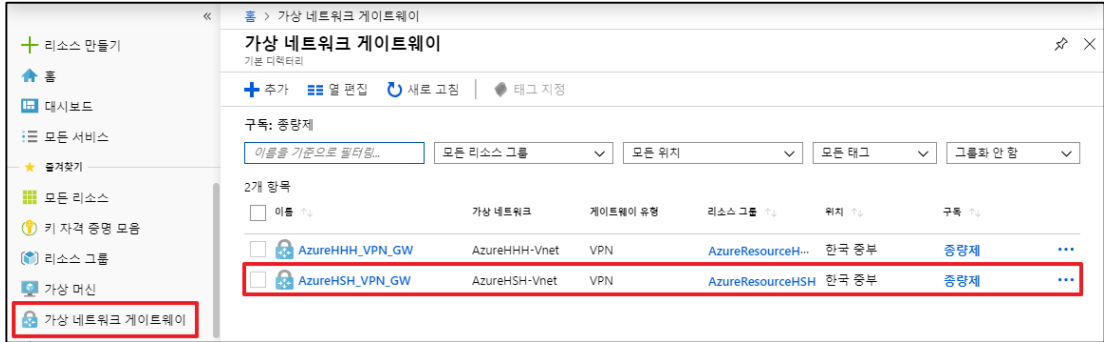 «
홈 > 가상 네트워크 게이트웨이
리소스 만들기
홈
대시보드
모든 서비스
즐겨찾기
모든 리소스
키 자격 증명 모음
리소스 그룹
가상 머신
가상 네트워크 게이트웨이
가상 네트워크 게이트웨이
기본 디렉터리
추가 열 편집 새로 고침 태그 지정
구독: 종량제
이름을 기준으로 필터링... 모든 리소스 그룹 모든 위치 모든 태그 그룹화 안 함
2개 항목
이름 ↑↓ 가상 네트워크 게이트웨이 유형 리소스 그룹 ↑↓ 위치 ↑↓ 구독 ↑↓
AzureHHH_VPN_GW AzureHHH-Vnet VPN AzureResourceH... 한국 중부 종량제 ...
AzureHSH_VPN_GW AzureHSH-Vnet VPN AzureResourceHSH 한국 중부 종량제 ...